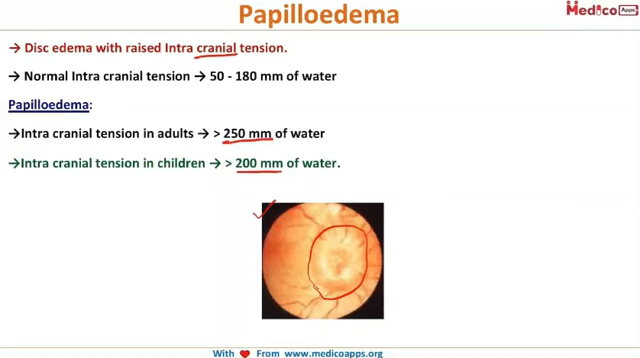 Papilloedema
Medico Apps
→ Disc edema with raised Intra cranial tension.
→ Normal Intra cranial tension → 50 - 180 mm of water
Papilloedema:
→Intra cranial tension in adults → > 250 mm of water
→Intra cranial tension in children → > 200 mm of water.
With ♥ From www.medicoapps.org